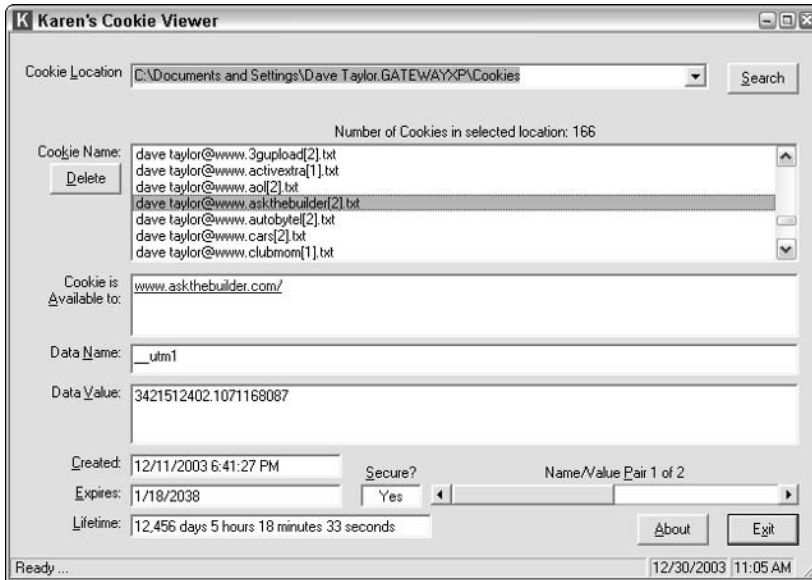 K Karen's Cookie Viewer
Cookie Location
C:\Documents and Settings\Dave Taylor.GATEWAYXP\Cookies
Search
Number of Cookies in selected location: 166
Cookie Name:
Delete
dave taylor@www.3gupload[2].txt
dave taylor@www.activextra[1].txt
dave taylor@www.aol[2].txt
dave taylor@www.askthebuilder[2].txt
dave taylor@www.autobytel[2].txt
dave taylor@www.cars[2].txt
dave taylor@www.clubmom[1].txt
Cookie is
Available to:
www.askthebuilder.com/
Data Name:
__utm1
Data Value:
3421512402.1071168087
Created:
12/11/2003 6:41:27 PM
Expires:
1/18/2038
Lifetime:
12,456 days 5 hours 18 minutes 33 seconds
Secure?
Yes
Name/Value Pair 1 of 2
About
Exit
Ready ...
12/30/2003
11:05 AM